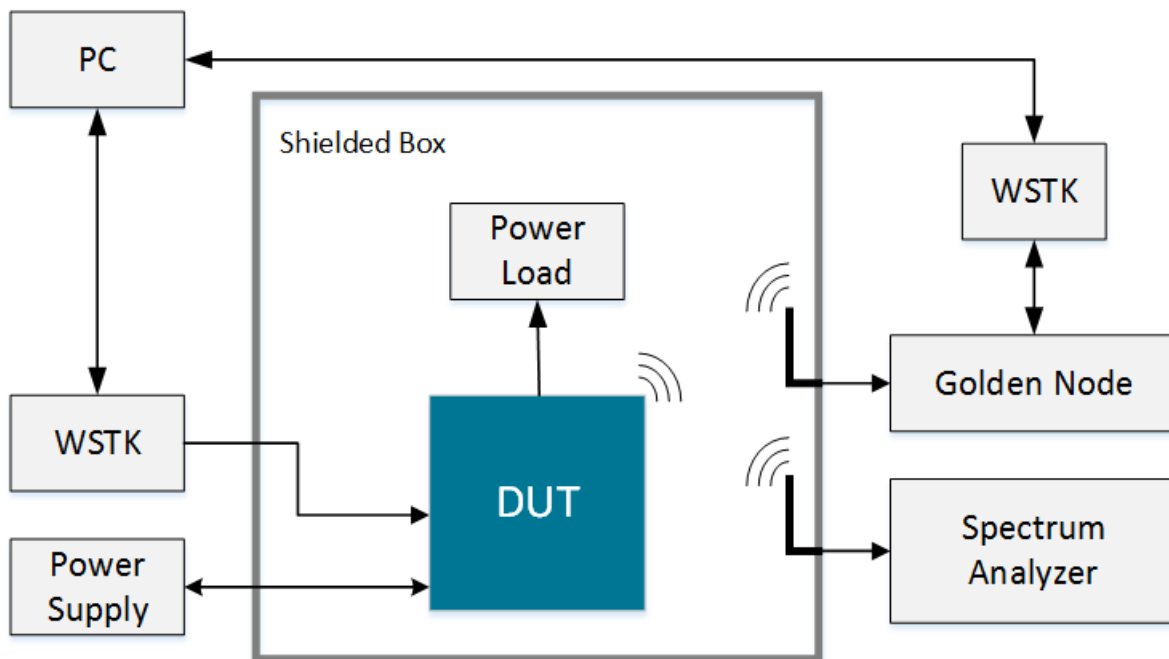 PC
Shielded Box
WSTK
Power
Load
Golden Node
WSTK
DUT
Spectrum
Analyzer
Power
Supply